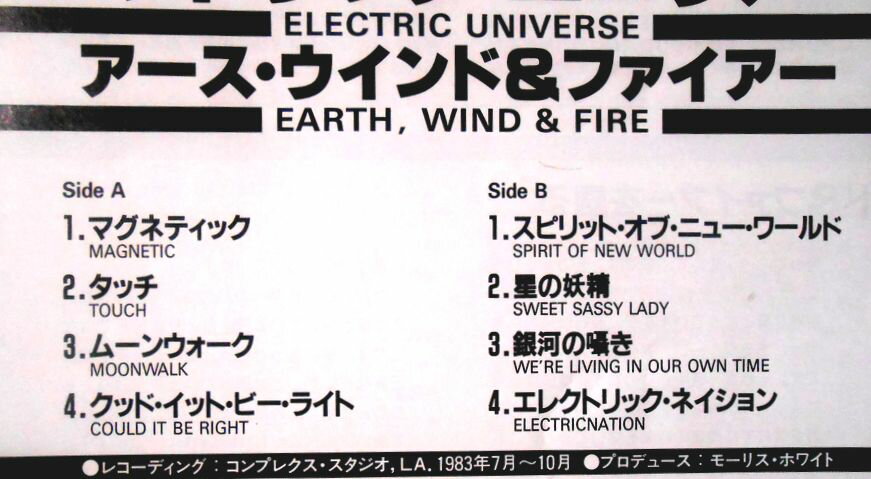 ELECTRIC UNIVERSE
アース・ウインド&ファイアー
EARTH, WIND & FIRE
Side A
1.マグネティック
MAGNETIC
2.タッチ
TOUCH
3.ムーンウォーク
MOONWALK
4.クッド・イット・ビー・ライト
COULD IT BE RIGHT
Side B
1.スピリット・オブ・ニュー・ワールド
SPIRIT OF NEW WORLD
2.星の妖精
SWEET SASSY LADY
3.銀河の囁き
WE'RE LIVING IN OUR OWN TIME
4.エレクトリック・ネイション
ELECTRICNATION
●レコーディング：コンプレクス・スタジオ, LA. 1983年7月〜10月 ●プロデュース：モーリス・ホワイト